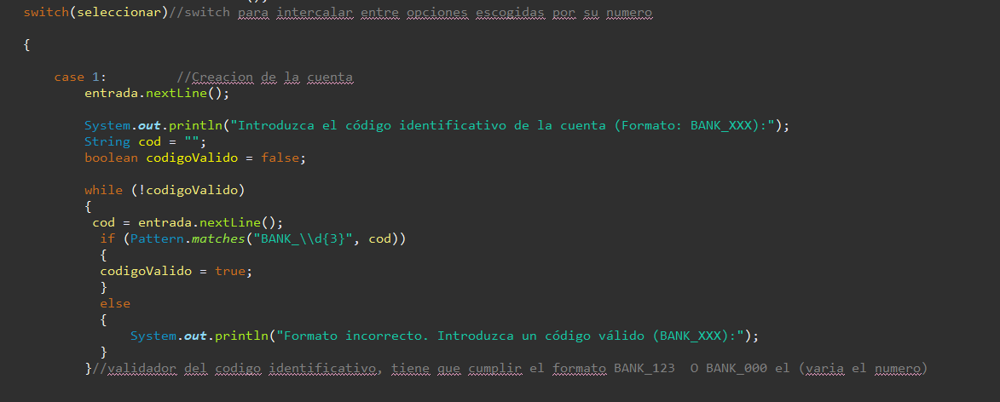 switch(seleccionar)//switch para intercalar entre opciones escogidas por su numero
{
case 1: //Creacion de la cuenta
entrada.nextLine();
System.out.println("Introduzca el código identificativo de la cuenta (Formato: BANK_XXX):");
String cod = "";
boolean codigoValido = false;
while (!codigoValido)
{
cod = entrada.nextLine();
if (Pattern.matches("BANK_\\d{3}", cod))
{
codigoValido = true;
}
else
{
System.out.println("Formato incorrecto. Introduzca un código válido (BANK_XXX):");
}
}//validador del codigo identificativo, tiene que cumplir el formato BANK_123 O BANK_000 el (varia el numero)